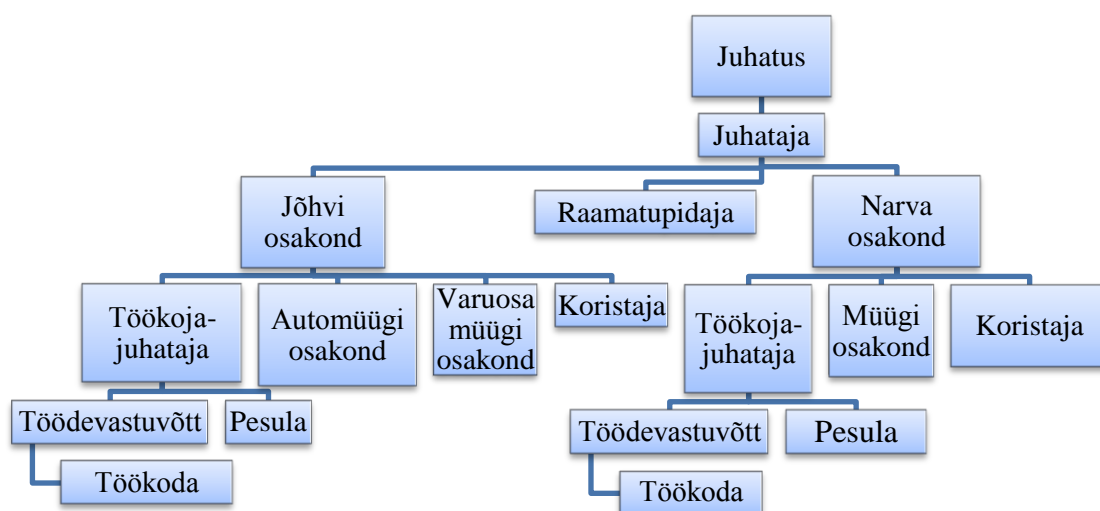 Juhatus
Juhataja
Jõhvi
osakond
Raamatupidaja
Narva
osakond
Töökoja-
juhataja
Automüügi
osakond
Varuosa
müügi
osakond
Koristaja
Töökoja-
juhataja
Müügi
osakond
Koristaja
Töödevastuvõtt
Pesula
Töödevastuvõtt
Pesula
Töökoda
Töökoda